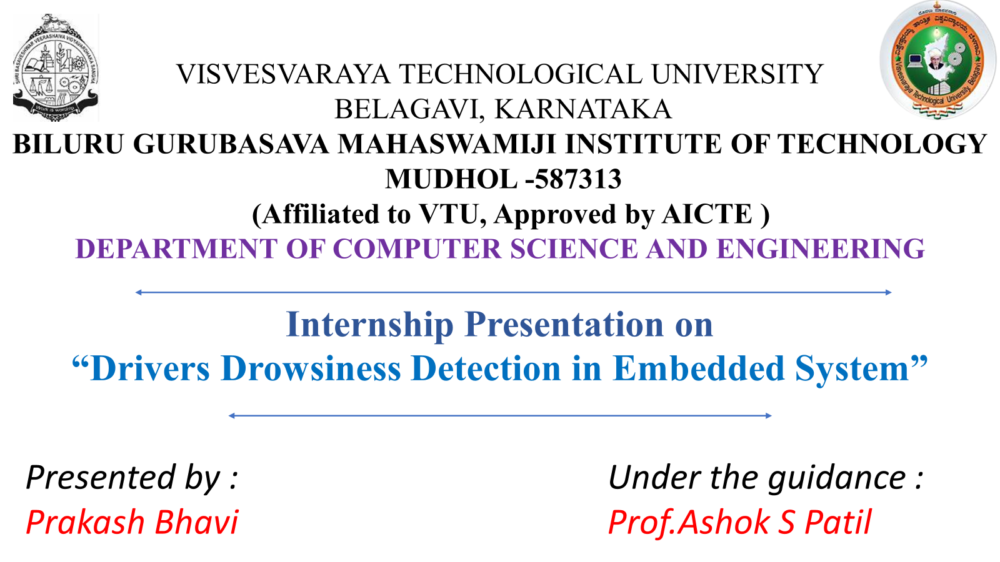 SHRI BASAVESHWAR VEERASHAIVA VIDYAVARDHAKA SANGHA
Work is worship
Visvesvaraya Technological University Belagavi
VISVESVARAYA TECHNOLOGICAL UNIVERSITY
BELAGAVI, KARNATAKA
BILURU GURUBASAVA MAHASWAMIJI INSTITUTE OF TECHNOLOGY
MUDHOL -587313
(Affiliated to VTU, Approved by AICTE )
DEPARTMENT OF COMPUTER SCIENCE AND ENGINEERING
Internship Presentation on
“Drivers Drowsiness Detection in Embedded System”
Presented by :
Prakash Bhavi
Under the guidance :
Prof.Ashok S Patil